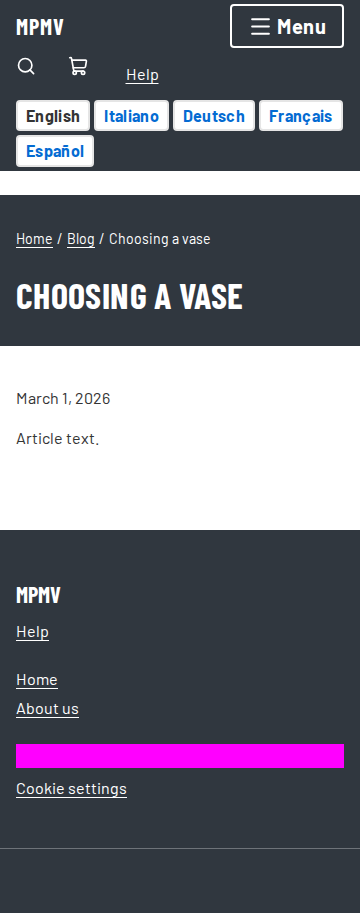 MPMV
Menu
Help
English Italiano Deutsch Français
Español
Home / Blog / Choosing a vase
CHOOSING A VASE
March 1, 2026
Article text.
MPMV
Help
Home
About us
Cookie settings